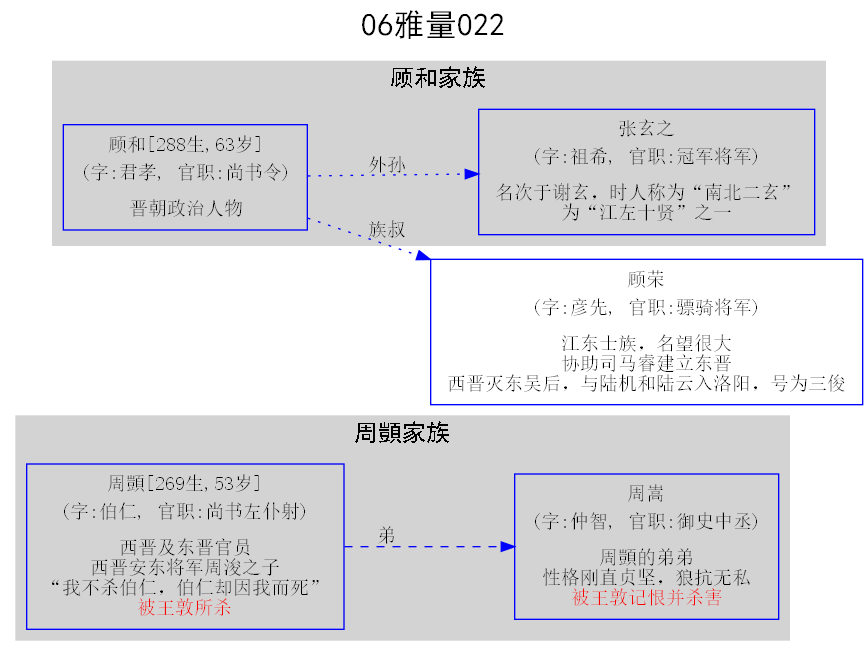 06雅量022
顾和家族
顾和[288生,63岁]
(字:君孝, 官职:尚书令)
晋朝政治人物
外孙
族叔
张玄之
(字:祖希, 官职:冠军将军)
名次于谢玄，时人称为“南北二玄”
为“江左十贤”之一
顾荣
(字:彦先, 官职:骠骑将军)
江东士族，名望很大
协助司马睿建立东晋
西晋灭东吴后，与陆机和陆云入洛阳，号为三俊
周顗家族
周顗[269生,53岁]
(字:伯仁, 官职:尚书左仆射)
西晋及东晋官员
西晋安东将军周浚之子
“我不杀伯仁，伯仁却因我而死”
被王敦所杀
弟
周嵩
(字:仲智, 官职:御史中丞)
周顗的弟弟
性格刚直贞坚，狼抗无私
被王敦记恨并杀害